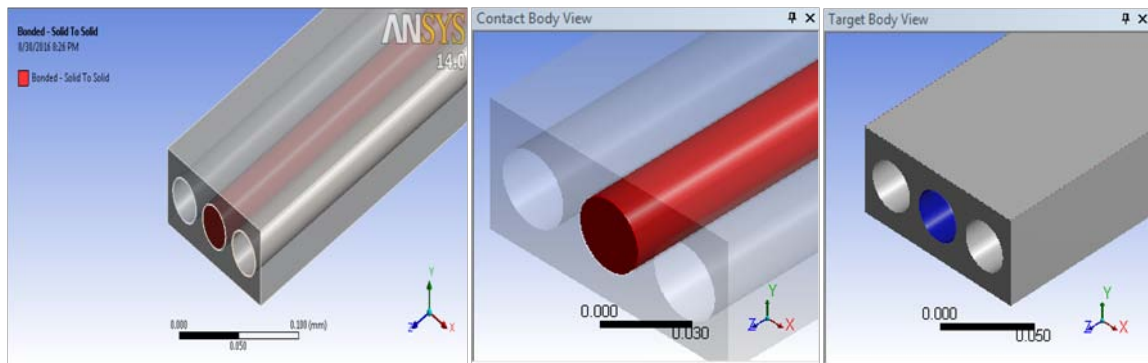 Bonded - Solid To Solid
8/30/2016 8:26 PM
Bonded - Solid To Solid
ANSYS
14.0
Y
Z
X
0.000
0.100 (mm)
0.050
Contact Body View
0.000
0.030
Y
Z
X
Target Body View
0.000
0.050
Y
Z
X